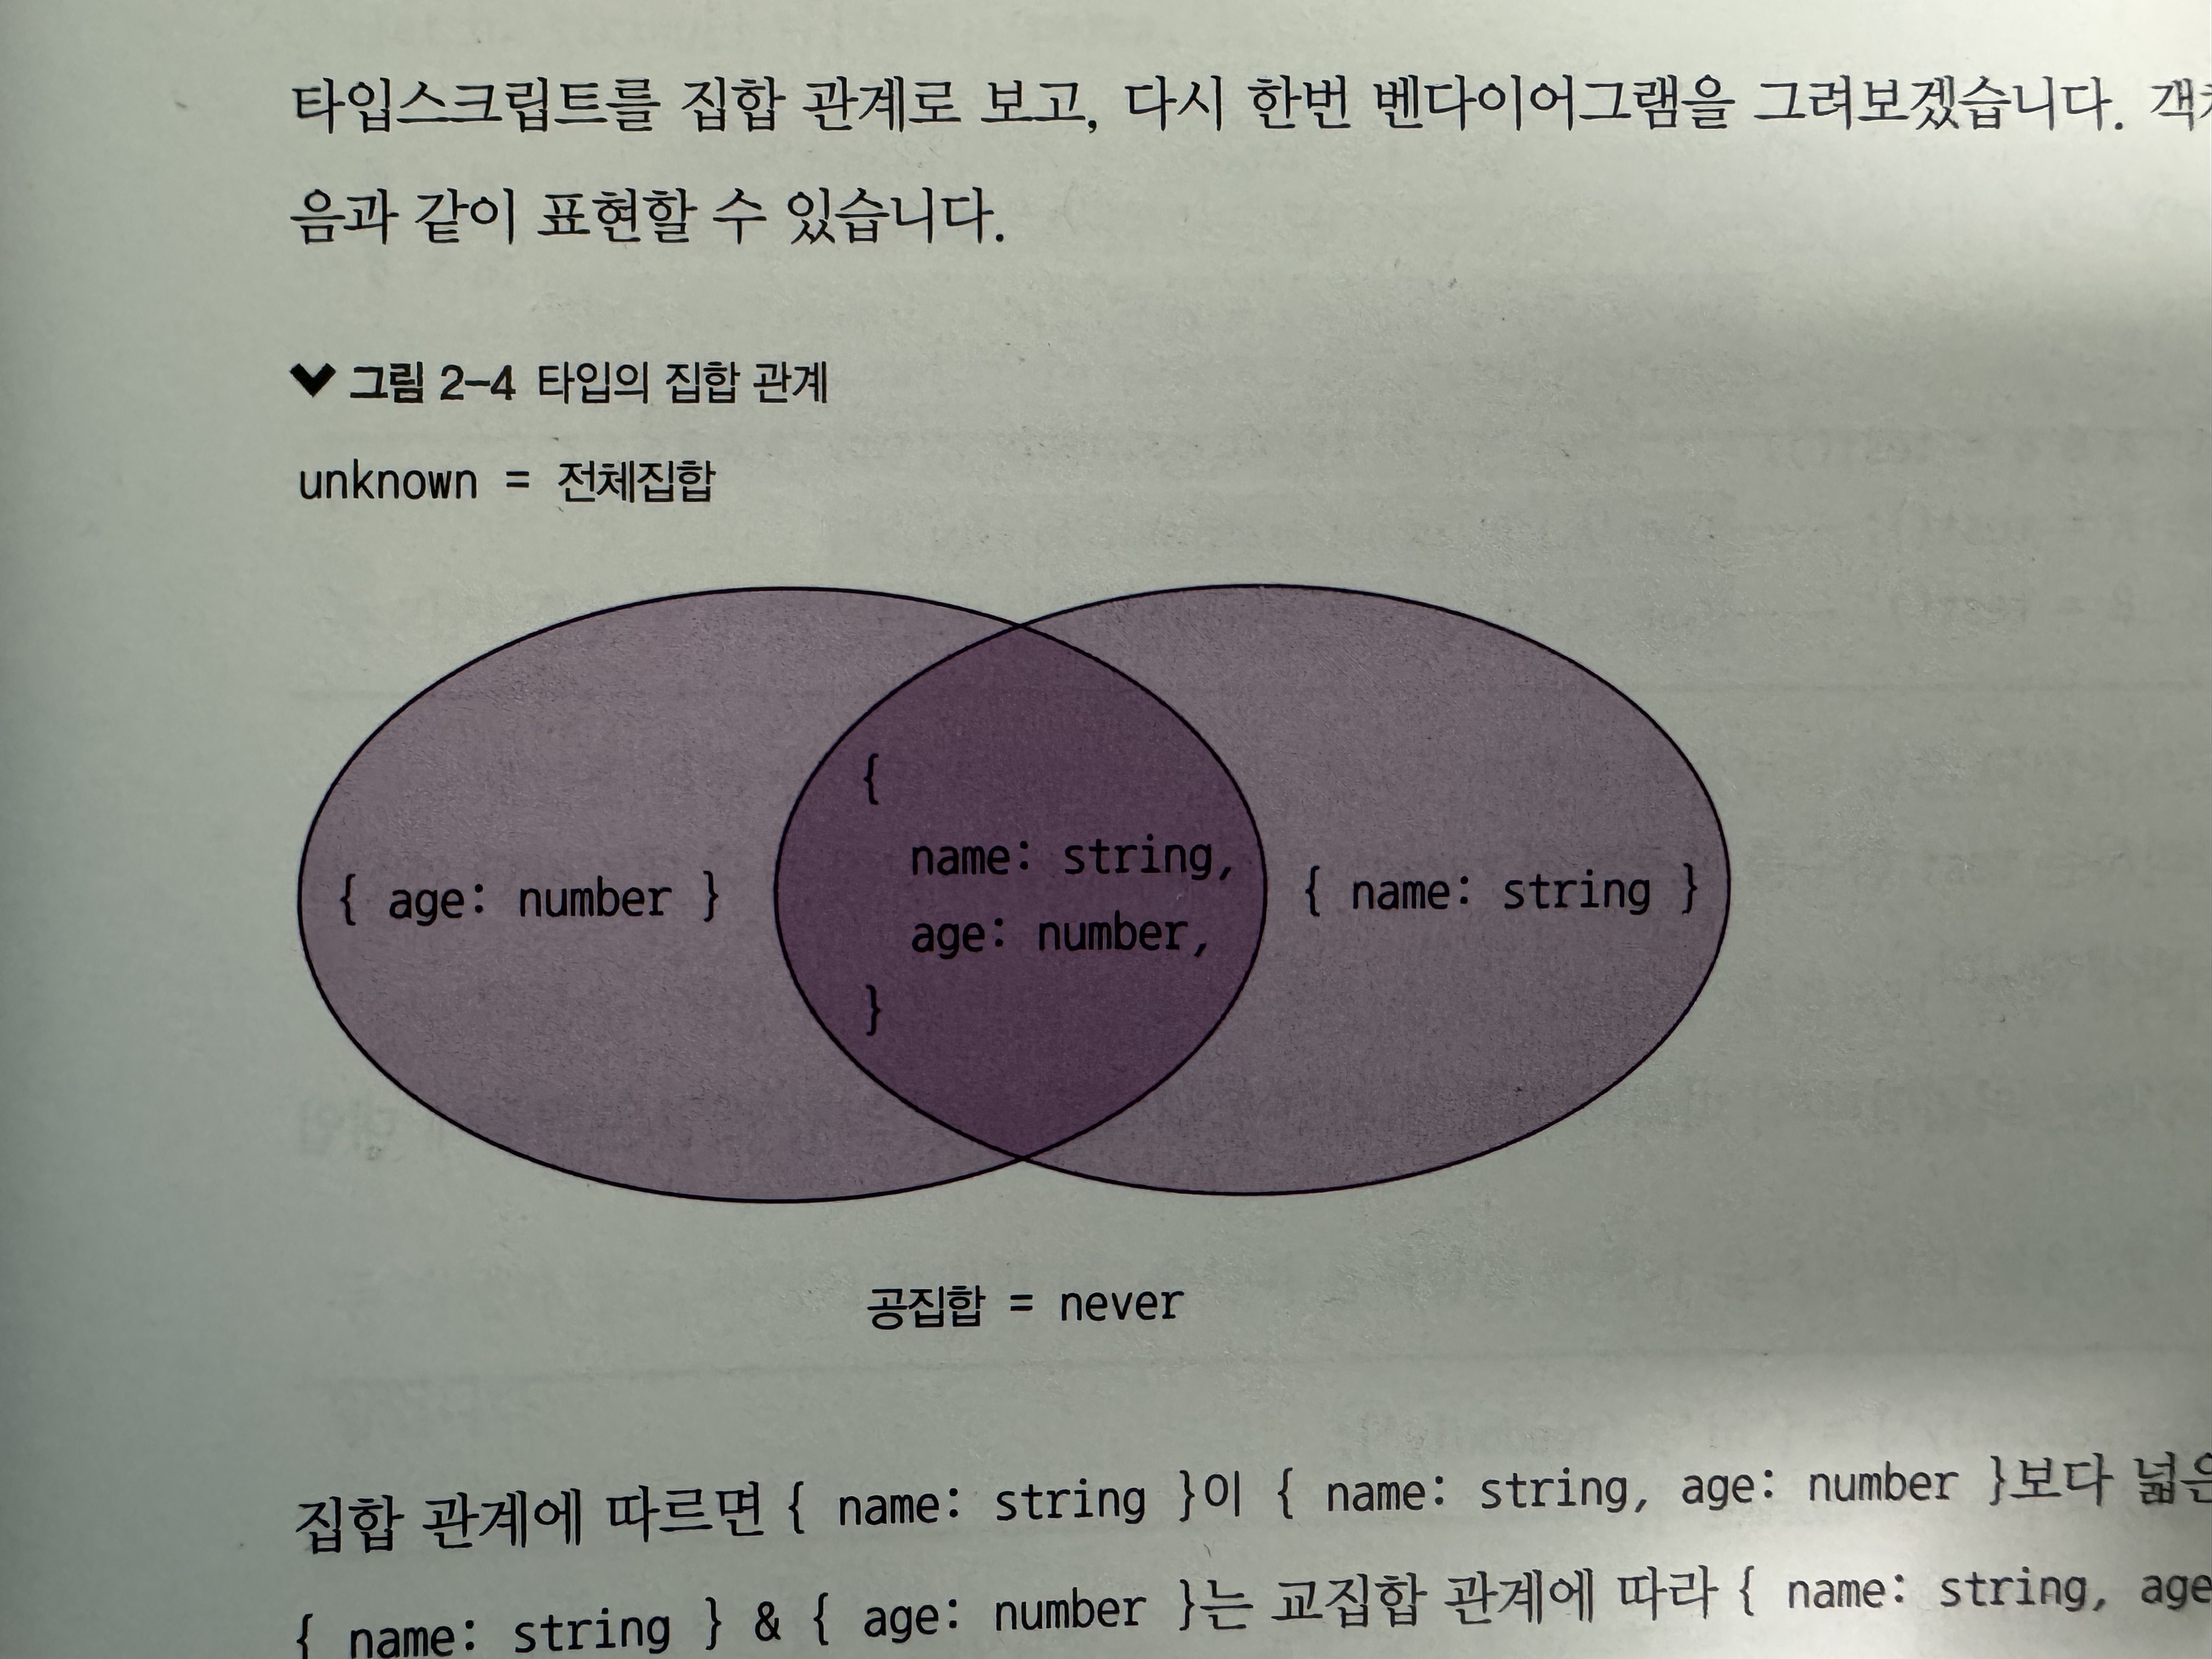 타입스크립트를 집합 관계로 보고, 다시 한번 벤다이어그램을 그려보겠습니다.
음과 같이 표현할 수 있습니다.
그림 2-4 타입의 집합 관계
unknown = 전체집합
{ age: number }
{
name: string,
age: number,
}
{ name: string }
공집합 = never
집합 관계에 따르면 { name: string }이 { name: string, age: number }보다 넓은
{ name: string } & { age: number }는 교집합 관계에 따라 { name: string, age